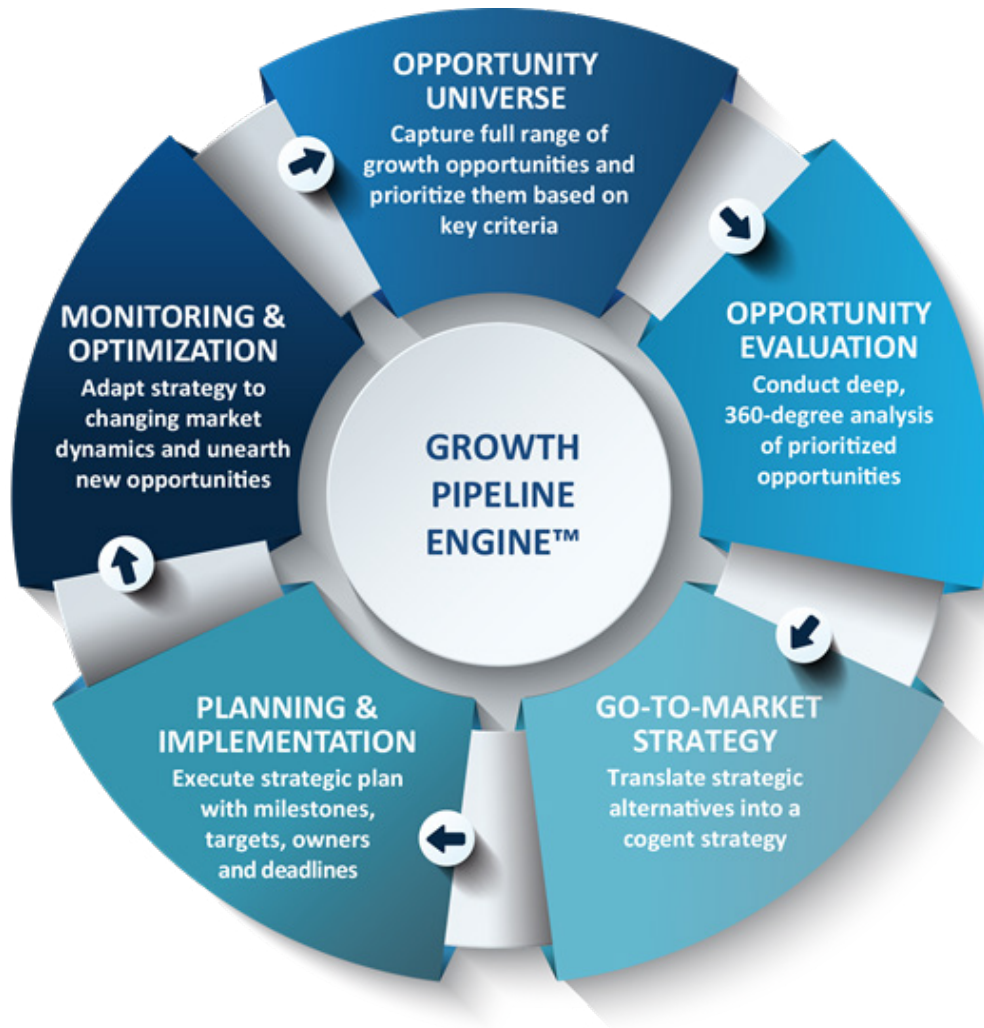 OPPORTUNITY
UNIVERSE
Capture full range of
growth opportunities and
prioritize them based on
key criteria
OPPORTUNITY
EVALUATION
Conduct deep,
360-degree analysis
of prioritized
opportunities
GO-TO-MARKET
STRATEGY
Translate strategic
alternatives into a
cogent strategy
PLANNING &
IMPLEMENTATION
Execute strategic plan
with milestones,
targets, owners
and deadlines
MONITORING &
OPTIMIZATION
Adapt strategy to
changing market
dynamics and unearth
new opportunities
GROWTH
PIPELINE
ENGINE™